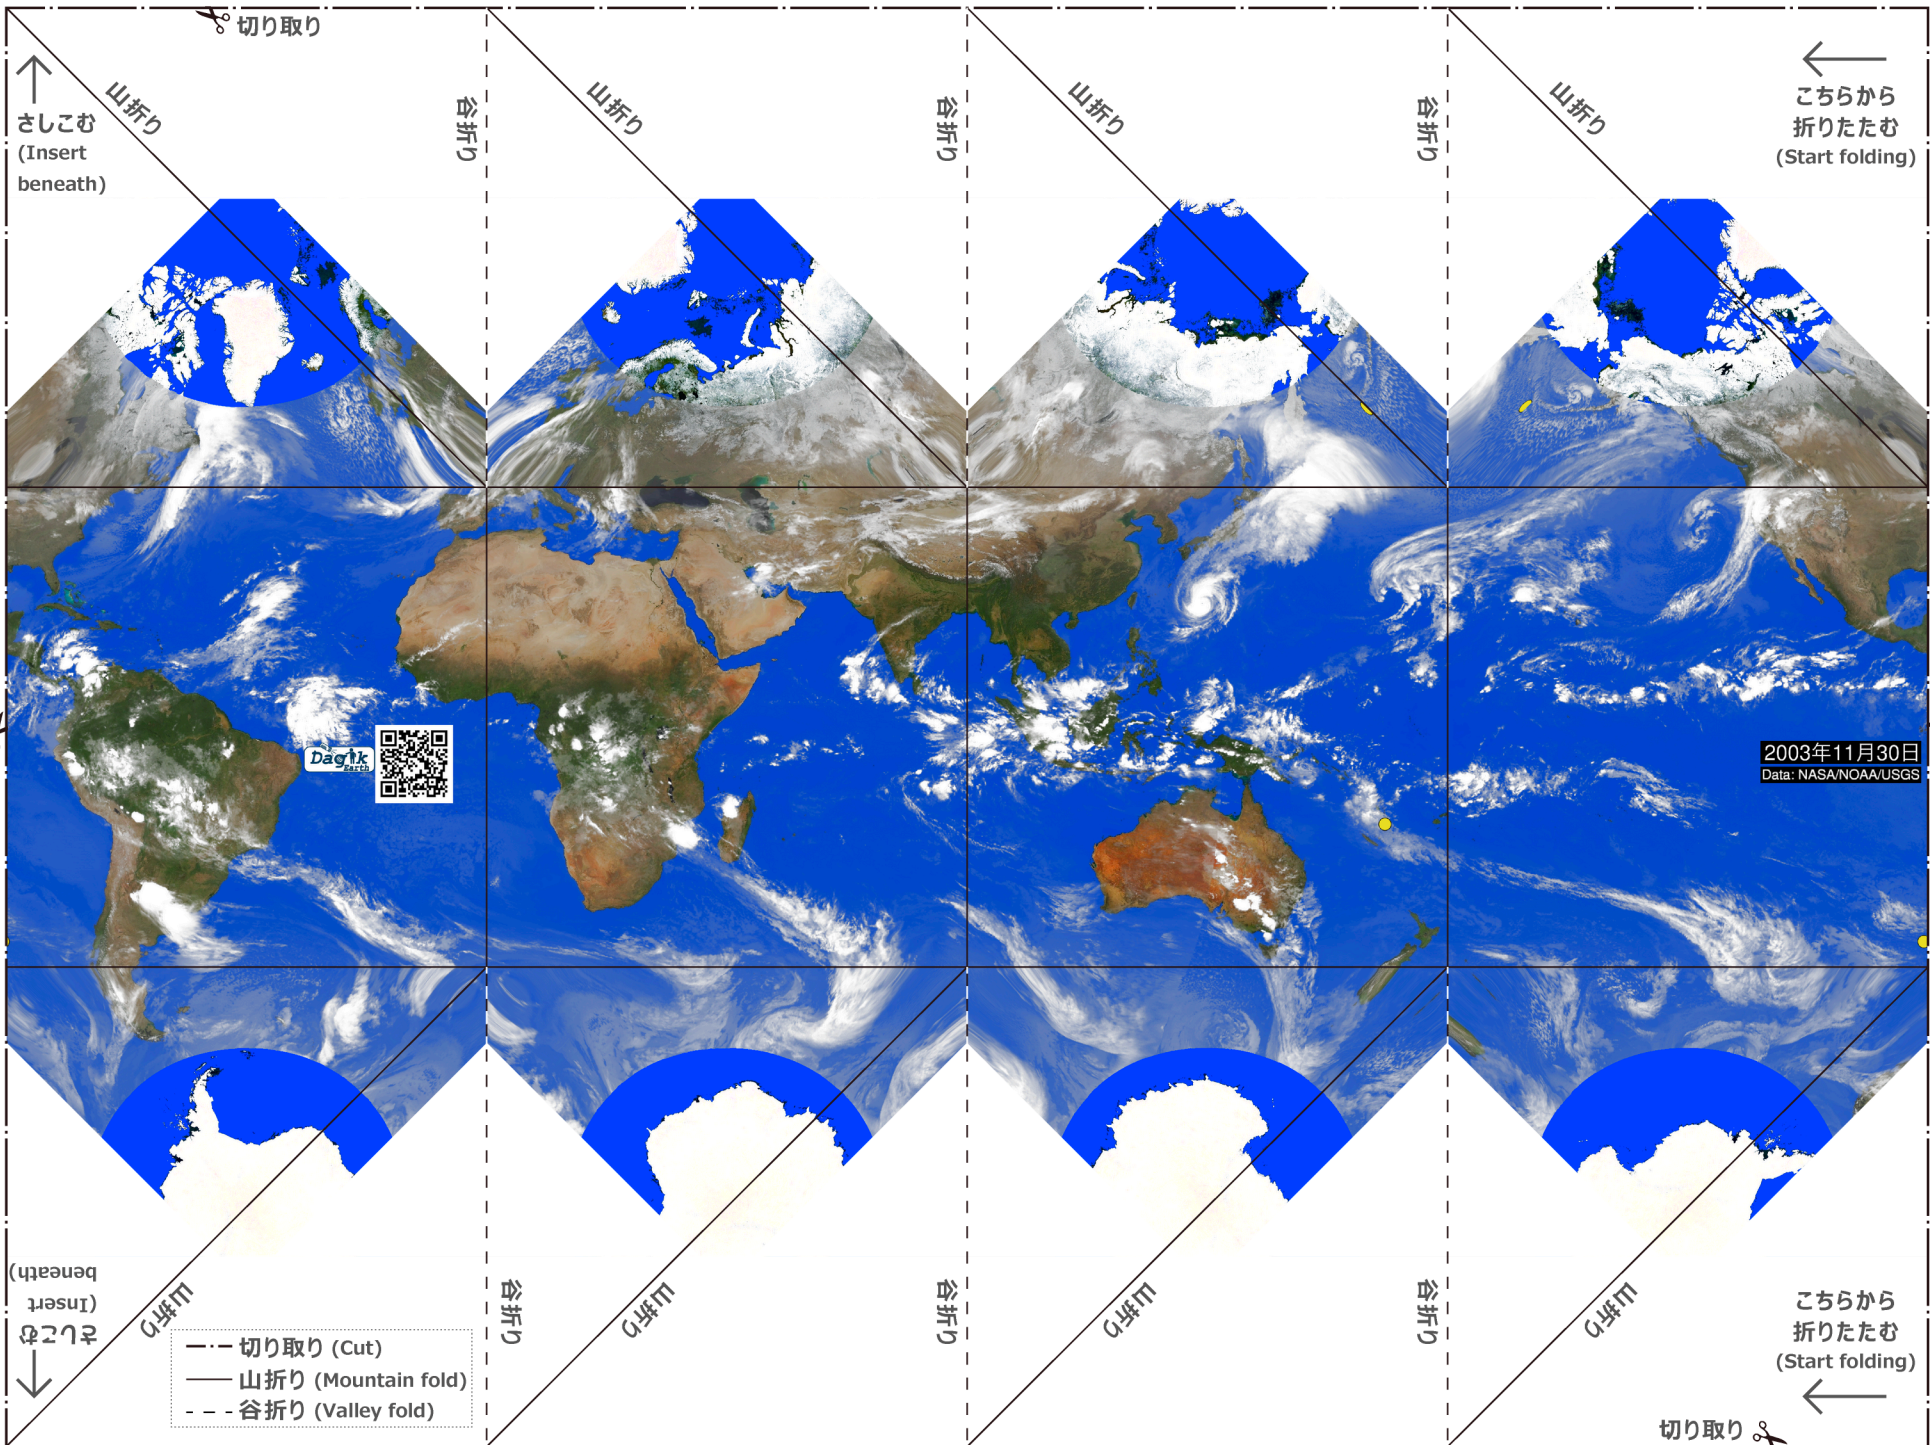 切り取り
さしこむ
(Insert
beneath)
山折り
谷折り
山折り
谷折り
山折り
谷折り
山折り
こちらから
折りたたむ
(Start folding)
Dagik
Earth
2003年11月30日
Data: NASA/NOAA/USGS
さしこむ
(Insert
beneath)
山折り
谷折り
山折り
谷折り
山折り
谷折り
山折り
こちらから
折りたたむ
(Start folding)
切り取り (Cut)
山折り (Mountain fold)
谷折り (Valley fold)
切り取り